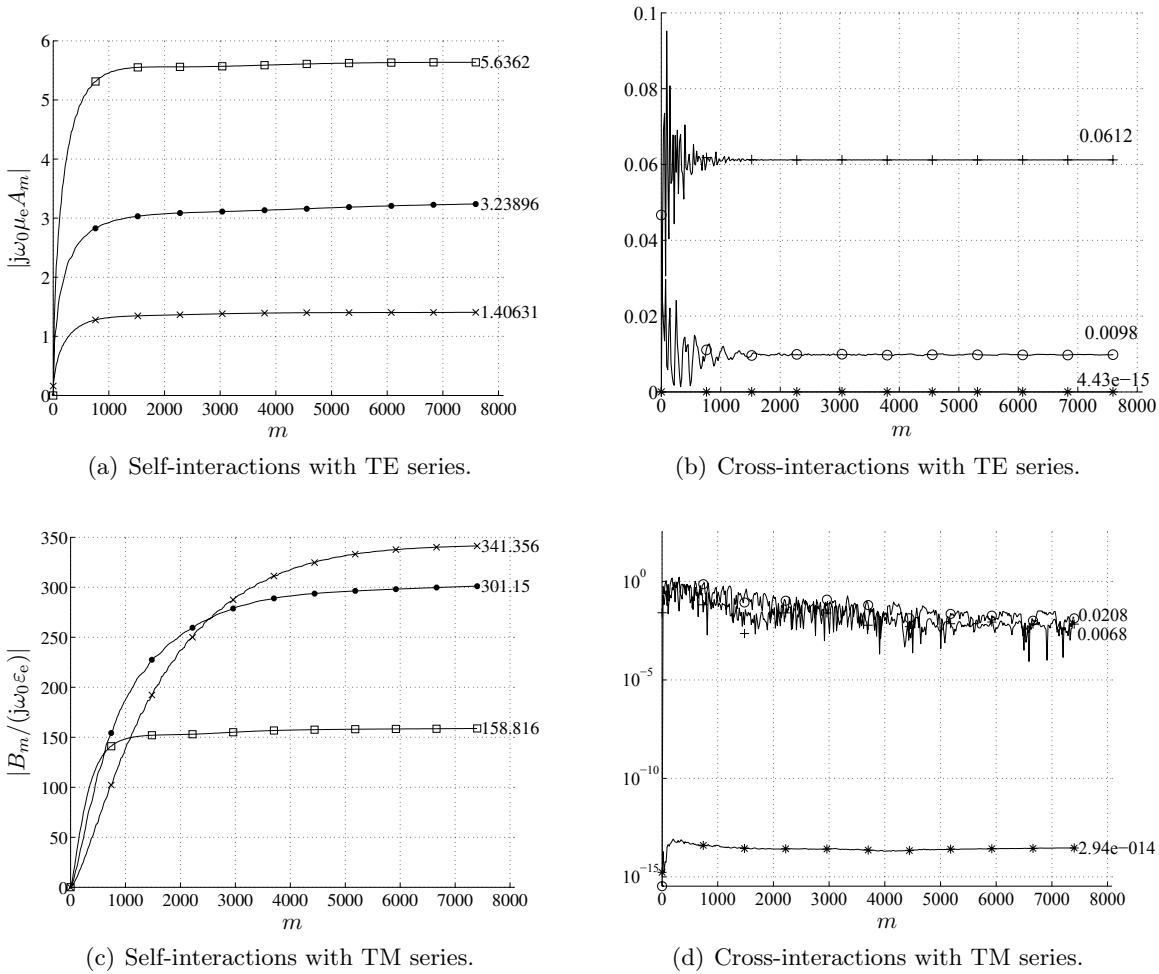 6
5
4
3
2
1
0
0 1000 2000 3000 4000 5000 6000 7000 8000
|jω₀μₑAₘ|
m
5.6362
3.23896
1.40631
(a) Self-interactions with TE series.
0.1
0.08
0.06
0.04
0.02
0
0 1000 2000 3000 4000 5000 6000 7000 8000
m
0.0612
0.0098
4.43e−15
(b) Cross-interactions with TE series.
350
300
250
200
150
100
50
0
0 1000 2000 3000 4000 5000 6000 7000 8000
|Bₘ/(jω₀εₑ)|
m
341.356
301.15
158.816
(c) Self-interactions with TM series.
10⁰
10⁻⁵
10⁻¹⁰
10⁻¹⁵
0 1000 2000 3000 4000 5000 6000 7000 8000
m
0.0208
0.0068
2.94e−014
(d) Cross-interactions with TM series.